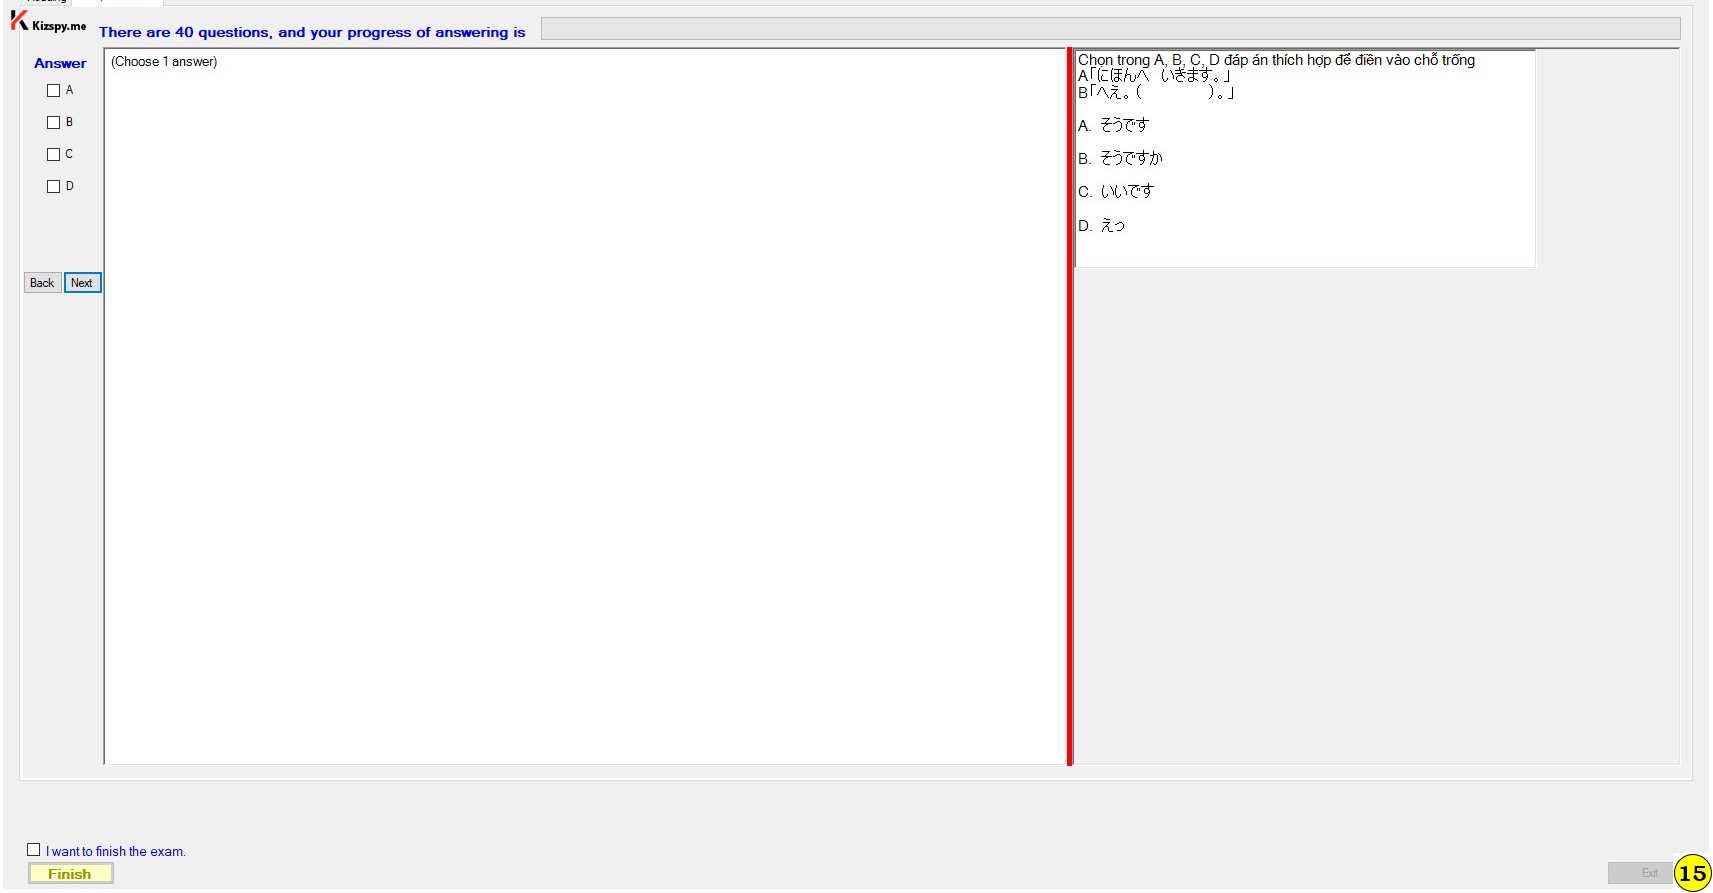 Kizspy.me
There are 40 questions, and your progress of answering is
Answer
(Choose 1 answer)
A
B
C
D
Back
Next
Chọn trong A, B, C, D đáp án thích hợp để điền vào chỗ trống
A「にほんへ　いきます。」
B「へえ。(　　　　　)。」
A. そうです
B. そうですか
C. いいです
D. えっ
I want to finish the exam.
Finish
Exit
15